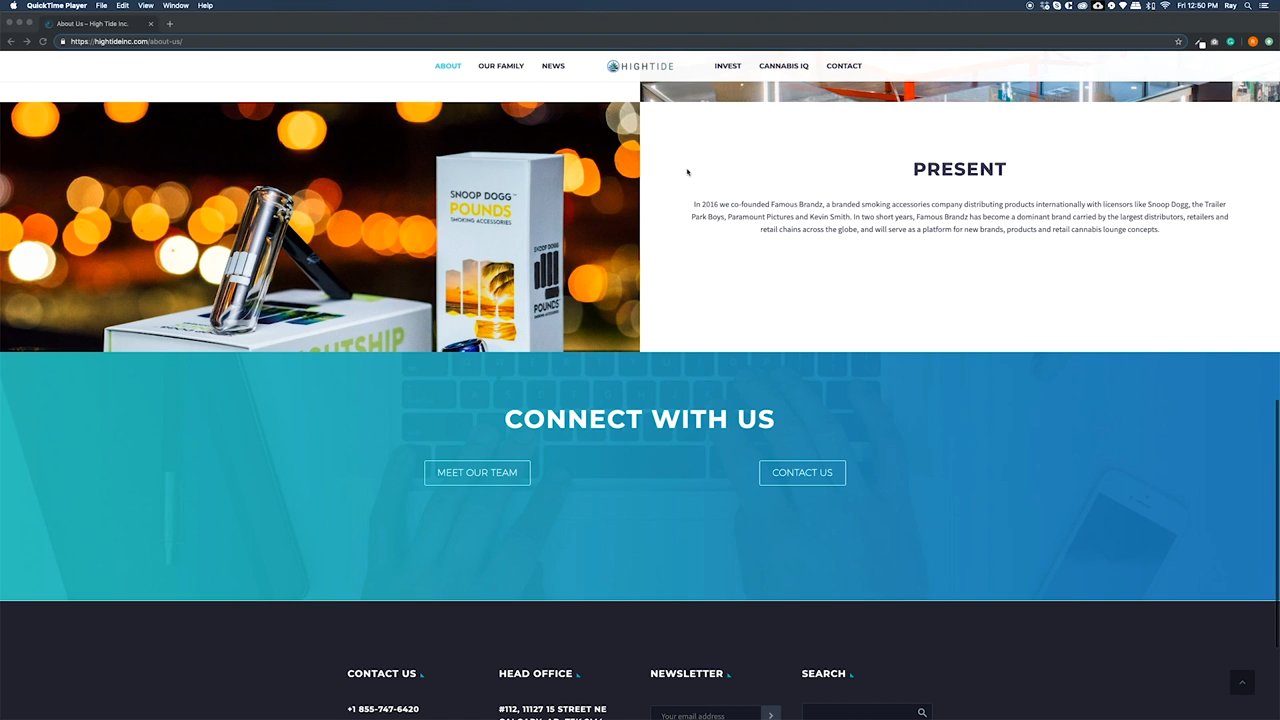 QuickTime Player File Edit View Window Help
Fri 12:50 PM Ray
About Us – High Tide Inc.
https://hightideinc.com/about-us/
ABOUT OUR FAMILY NEWS HIGHTIDE INVEST CANNABIS IQ CONTACT
SNOOP DOGG™
POUNDS
SMOKING ACCESSORIES
SNOOP DOGG
POUNDS
PRESENT
In 2016 we co-founded Famous Brandz, a branded smoking accessories company distributing products internationally with licensors like Snoop Dogg, the Trailer
Park Boys, Paramount Pictures and Kevin Smith. In two short years, Famous Brandz has become a dominant brand carried by the largest distributors, retailers and
retail chains across the globe, and will serve as a platform for new brands, products and retail cannabis lounge concepts.
CONNECT WITH US
MEET OUR TEAM
CONTACT US
CONTACT US
+1 855-747-6420
HEAD OFFICE
#112, 11127 15 STREET NE
NEWSLETTER
Your email address
SEARCH